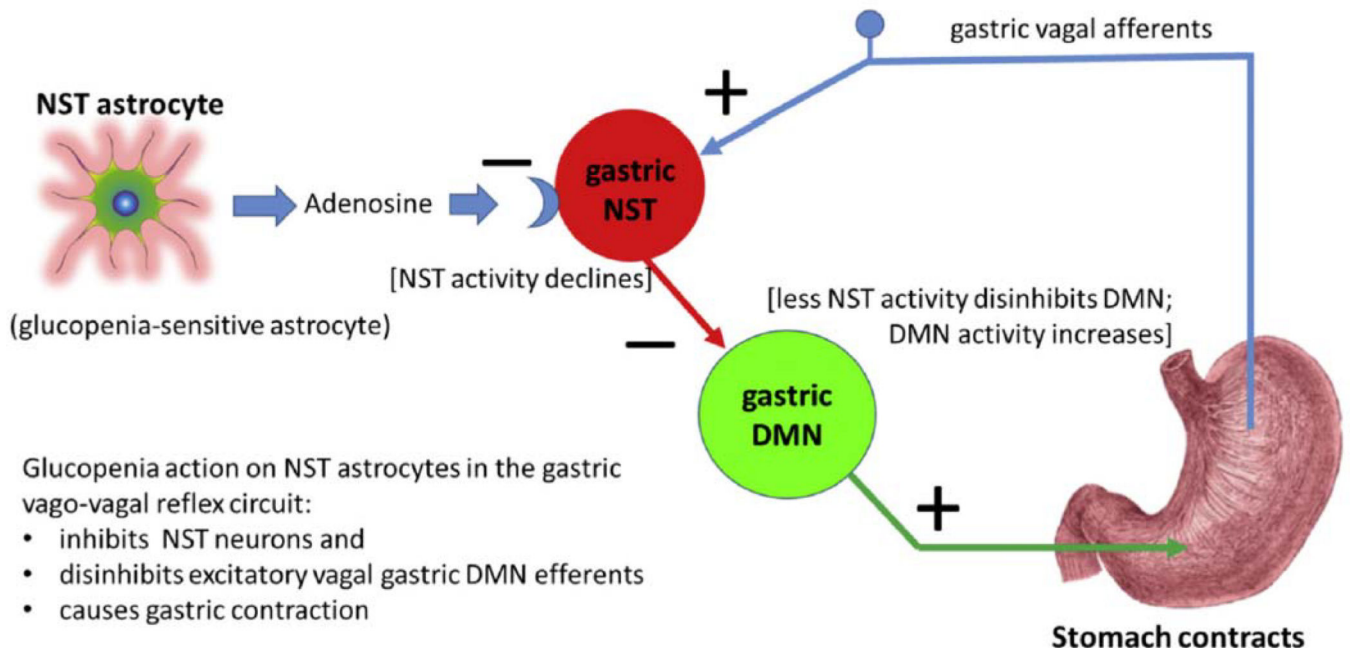 gastric vagal afferents
NST astrocyte
+
−
gastric
NST
Adenosine
[NST activity declines]
(glucopenia-sensitive astrocyte)
[less NST activity disinhibits DMN;
DMN activity increases]
−
gastric
DMN
Glucopenia action on NST astrocytes in the gastric
vago-vagal reflex circuit:
• inhibits NST neurons and
• disinhibits excitatory vagal gastric DMN efferents
• causes gastric contraction
+
Stomach contracts